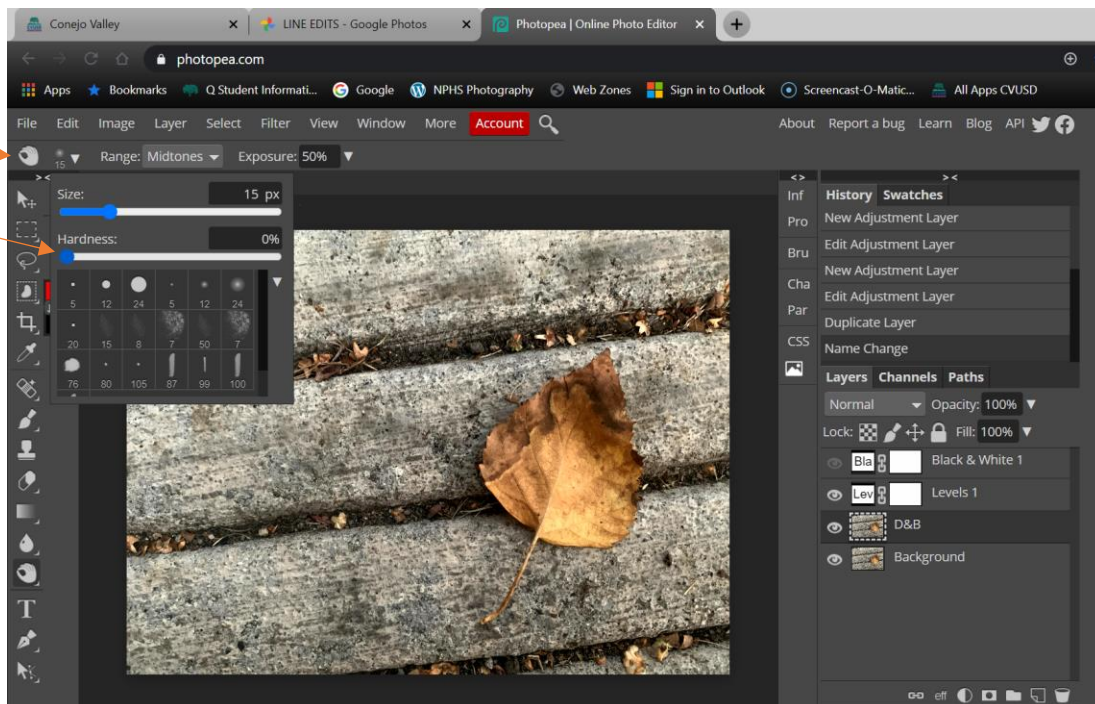 Conejo Valley
LINE EDITS - Google Photos
Photopea | Online Photo Editor
photopea.com
Apps Bookmarks Q Student Informati... Google NPHS Photography Web Zones Sign in to Outlook Screencast-O-Matic... All Apps CVUSD
File Edit Image Layer Select Filter View Window More Account About Report a bug Learn Blog API
15 Range: Midtones Exposure: 50%
Size: 15 px
Hardness: 0%
5 12 24 5 12 24
20 15 8 7 50 7
76 80 105 87 99 100
T
> <
< >
Inf
Pro
Bru
Cha
Par
CSS
> <
History Swatches
New Adjustment Layer
Edit Adjustment Layer
New Adjustment Layer
Edit Adjustment Layer
Duplicate Layer
Name Change
Layers Channels Paths
Normal Opacity: 100%
Lock: Fill: 100%
Bla Black & White 1
Lev Levels 1
D&B
Background
eff